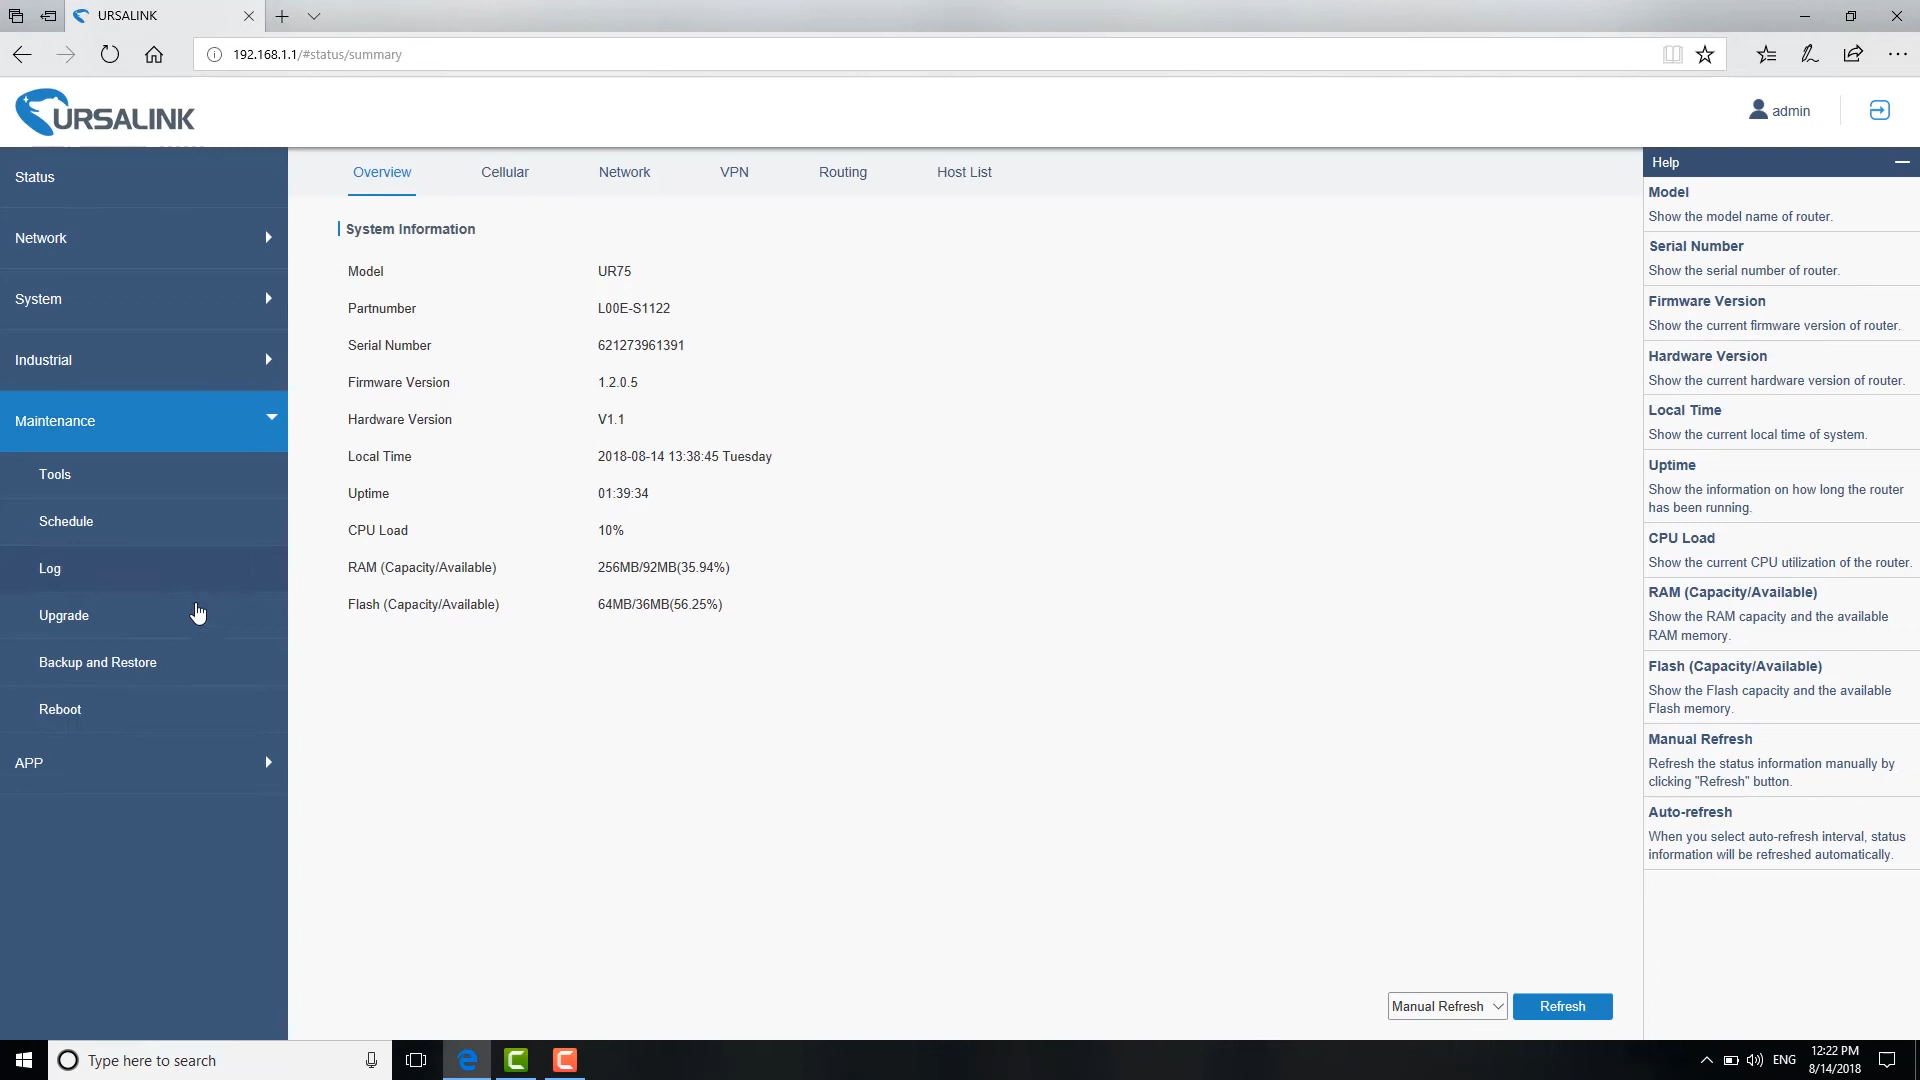 URSALINK
192.168.1.1/#status/summary
URSALINK
admin
Status
Network
System
Industrial
Maintenance
Tools
Schedule
Log
Upgrade
Backup and Restore
Reboot
APP
Overview Cellular Network VPN Routing Host List
System Information
Model UR75
Partnumber L00E-S1122
Serial Number 621273961391
Firmware Version 1.2.0.5
Hardware Version V1.1
Local Time 2018-08-14 13:38:45 Tuesday
Uptime 01:39:34
CPU Load 10%
RAM (Capacity/Available) 256MB/92MB(35.94%)
Flash (Capacity/Available) 64MB/36MB(56.25%)
Manual Refresh Refresh
Help
Model
Show the model name of router.
Serial Number
Show the serial number of router.
Firmware Version
Show the current firmware version of router.
Hardware Version
Show the current hardware version of router.
Local Time
Show the current local time of system.
Uptime
Show the information on how long the router
has been running.
CPU Load
Show the current CPU utilization of the router.
RAM (Capacity/Available)
Show the RAM capacity and the available
RAM memory.
Flash (Capacity/Available)
Show the Flash capacity and the available
Flash memory.
Manual Refresh
Refresh the status information manually by
clicking "Refresh" button.
Auto-refresh
When you select auto-refresh interval, status
information will be refreshed automatically.
Type here to search
ENG
12:22 PM
8/14/2018